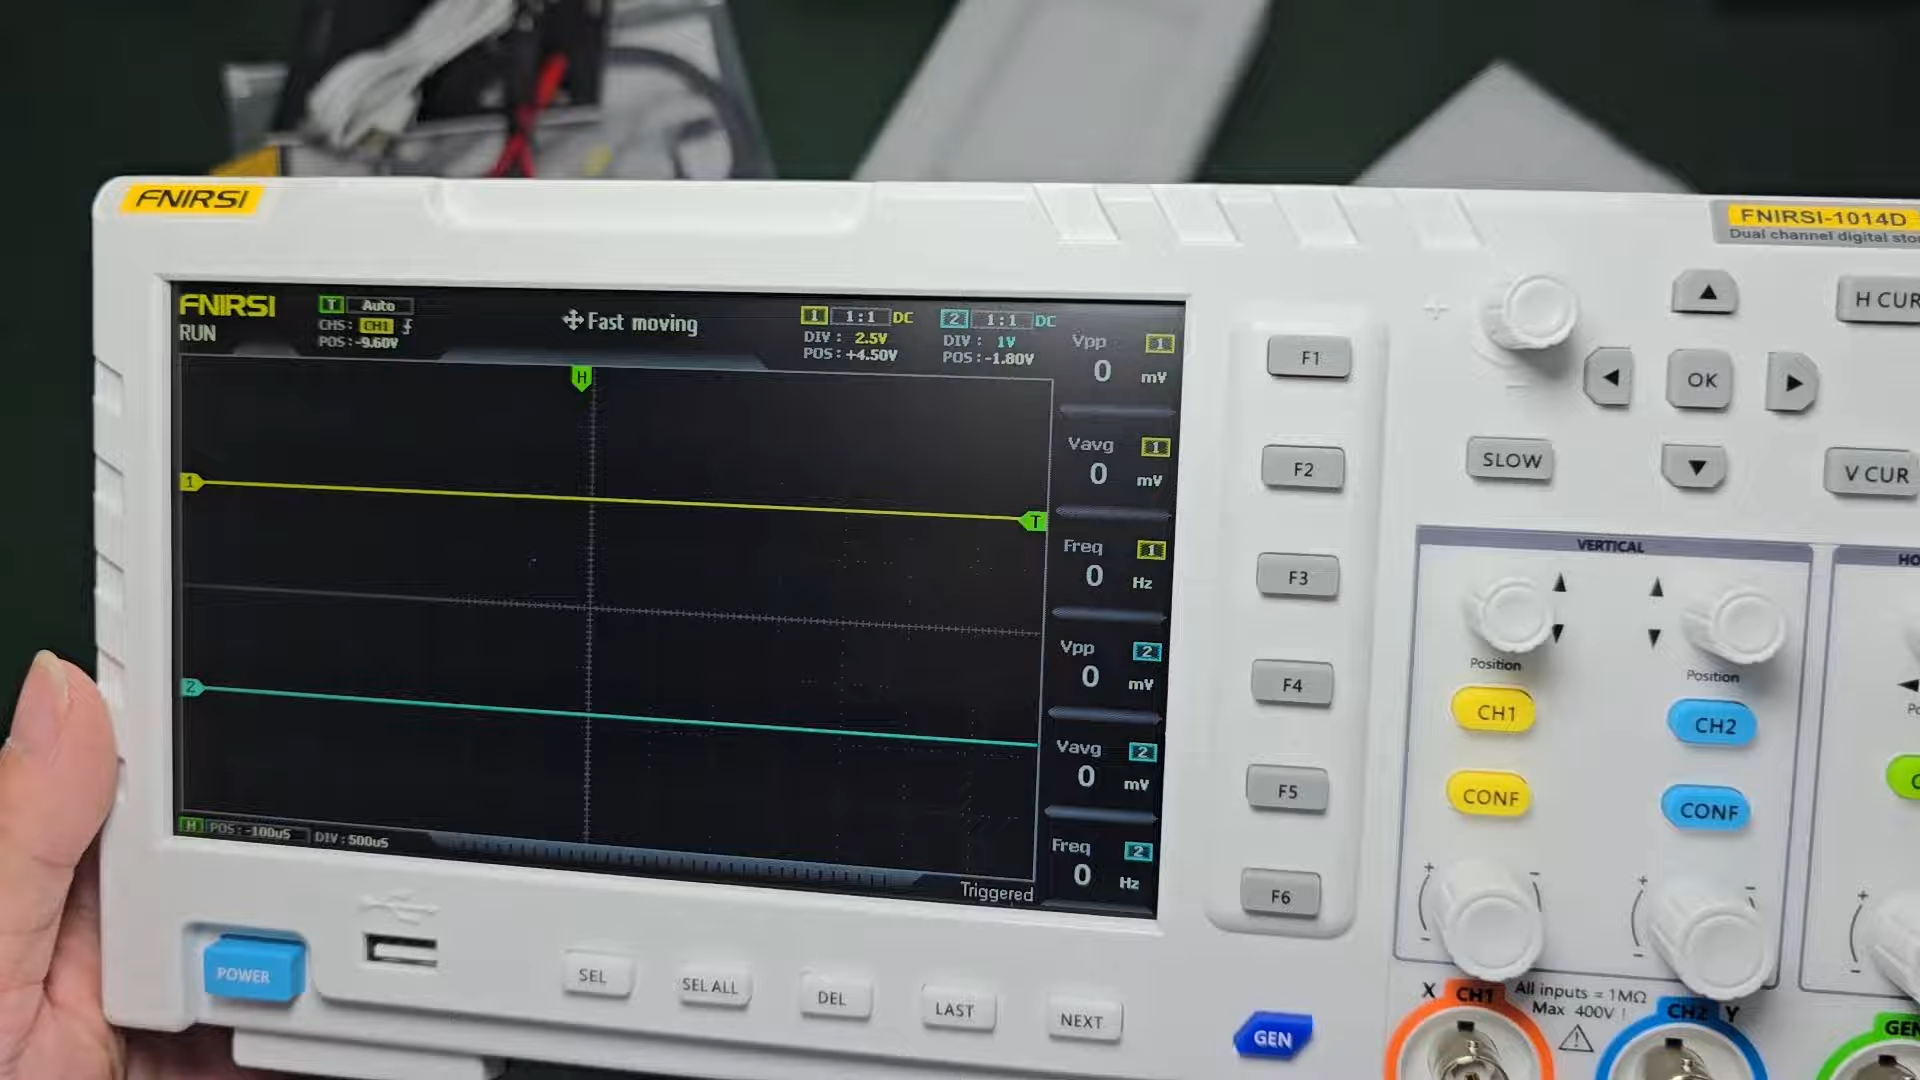 FNIRSI
FNIRSI-1014D
Dual channel digital sto
FNIRSI
RUN
T Auto
CHS: CH1
POS:-9.60V
Fast moving
1 1:1 DC
DIV: 2.5V
POS:+4.50V
2 1:1 DC
DIV: 1V
POS:-1.80V
H
1
T
2
Vpp 1
0 mV
Vavg 1
0 mV
Freq 1
0 Hz
Vpp 2
0 mV
Vavg 2
0 mV
Freq 2
0 Hz
H POS:-100uS DIV:500uS
Triggered
F1
F2
F3
F4
F5
F6
OK
SLOW
H CUR
V CUR
VERTICAL
HO
Position
Position
CH1
CH2
CONF
CONF
POWER
SEL
SEL ALL
DEL
LAST
NEXT
GEN
X CH1
All inputs = 1MΩ
Max 400V !
CH2 Y
GEN